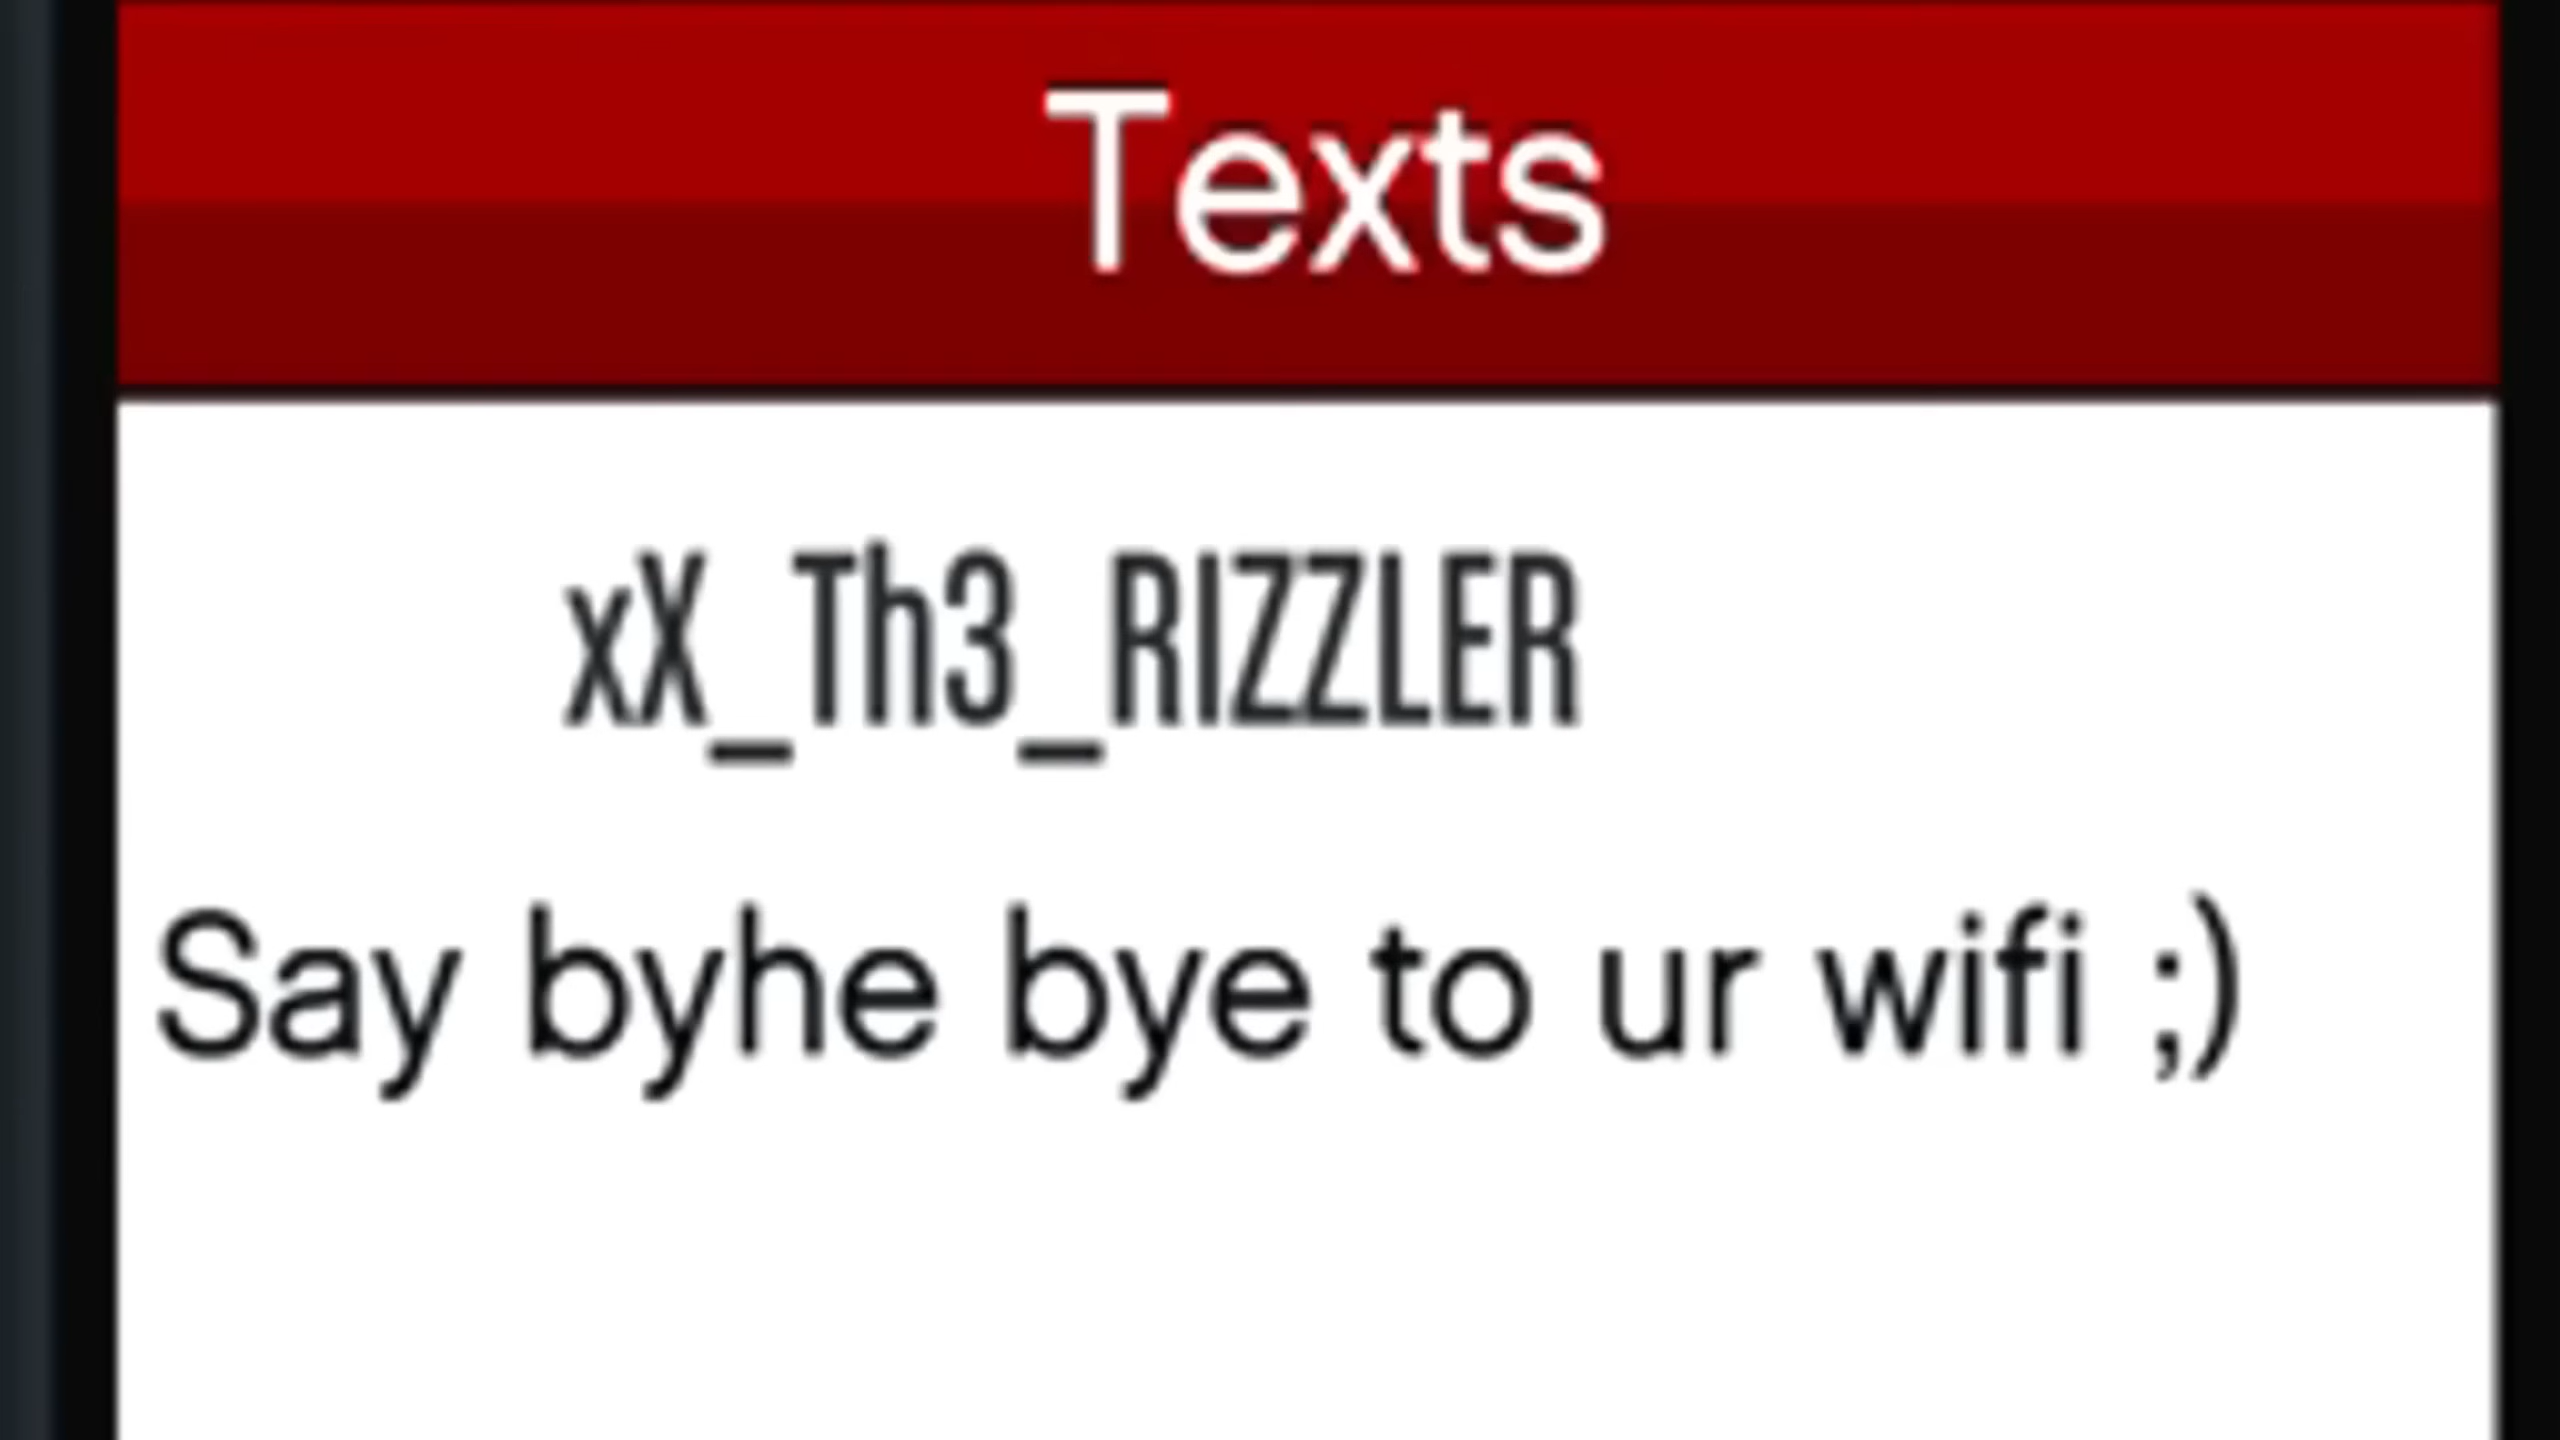 Texts
xX_Th3_RIZZLER
Say byhe bye to ur wifi ;)